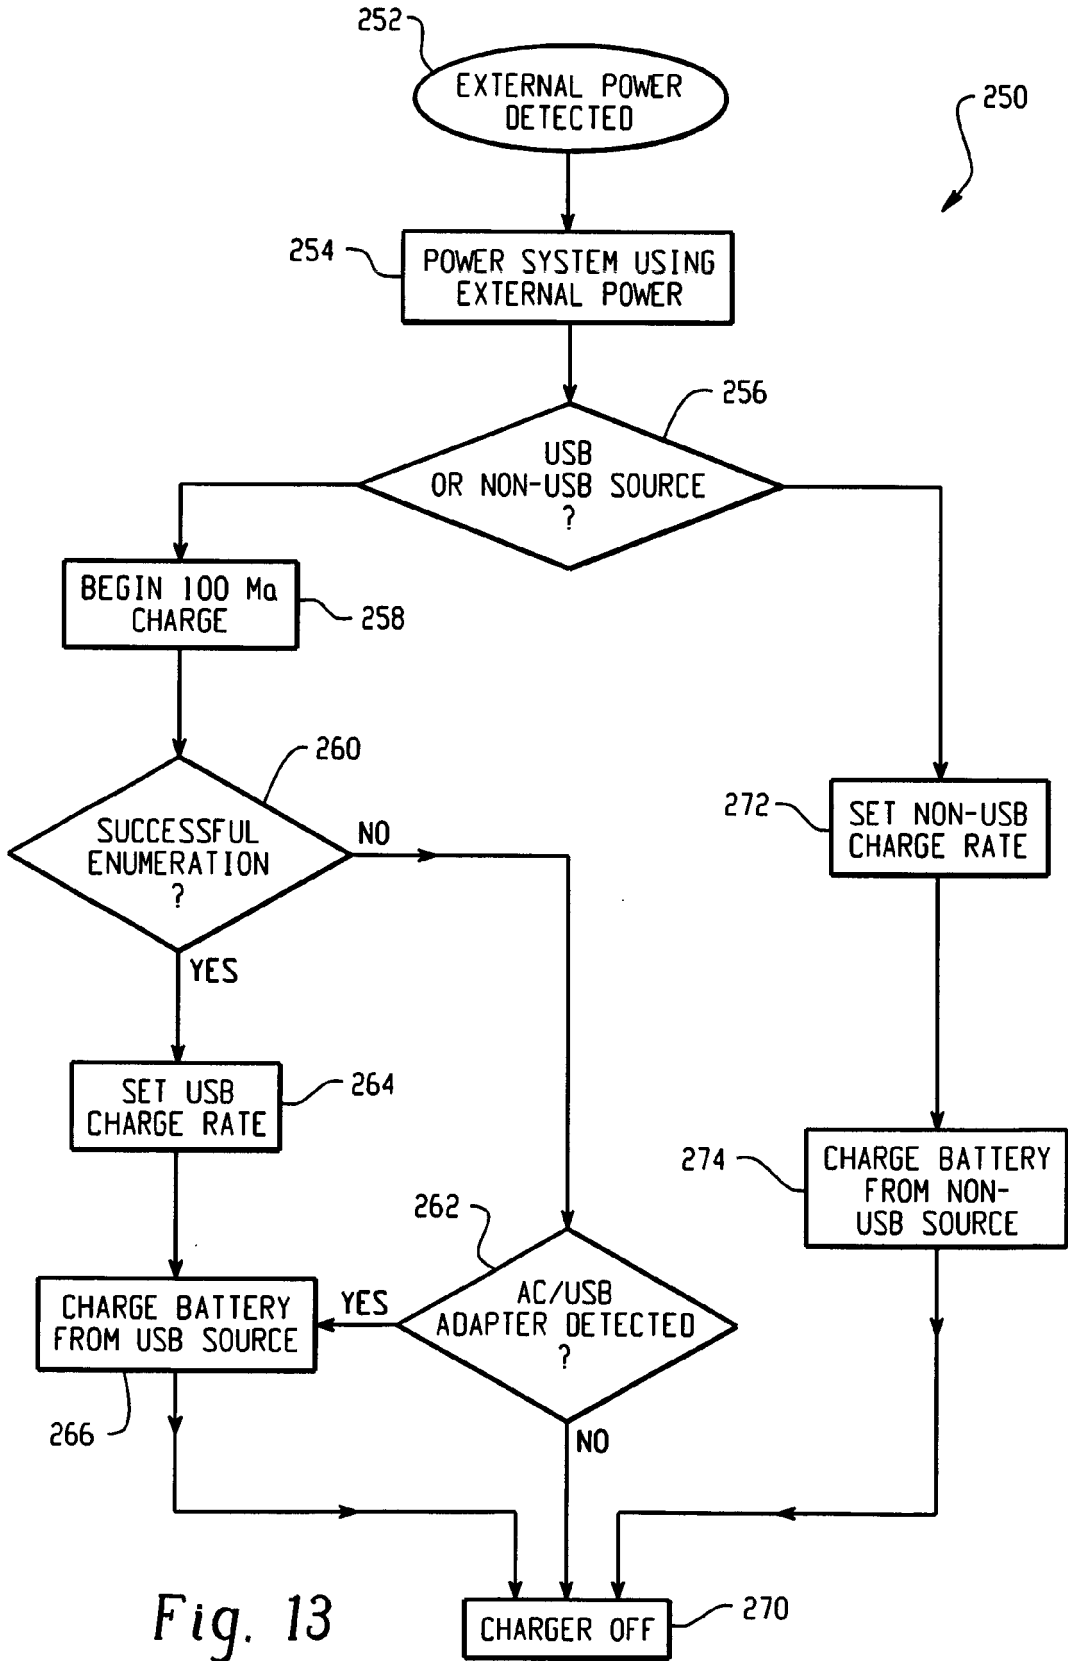 252
EXTERNAL POWER
DETECTED
250
254
POWER SYSTEM USING
EXTERNAL POWER
256
USB
OR NON-USB SOURCE
?
BEGIN 100 Ma
CHARGE
258
260
SUCCESSFUL
ENUMERATION
?
NO
YES
272
SET NON-USB
CHARGE RATE
SET USB
CHARGE RATE
264
274
CHARGE BATTERY
FROM NON-
USB SOURCE
262
AC/USB
ADAPTER DETECTED
?
YES
CHARGE BATTERY
FROM USB SOURCE
266
NO
CHARGER OFF
270
Fig. 13